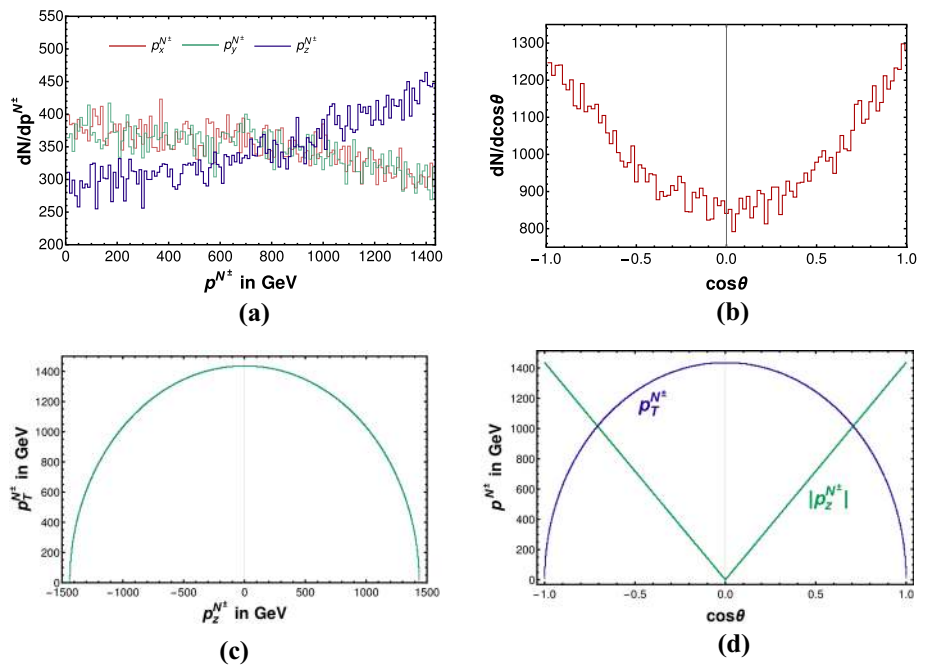 550
500
450
400
350
300
250
200
dN/dp^{N^±}
p_x^{N^±} p_y^{N^±} p_z^{N^±}
0 200 400 600 800 1000 1200 1400
p^{N^±} in GeV
(a)
1300
1200
1100
1000
900
800
dN/dcosθ
−1.0 −0.5 0.0 0.5 1.0
cosθ
(b)
1400
1200
1000
800
600
400
200
0
p_T^{N^±} in GeV
−1500 −1000 −500 0 500 1000 1500
p_z^{N^±} in GeV
(c)
1400
1200
1000
800
600
400
200
0
p^{N^±} in GeV
p_T^{N^±}
|p_z^{N^±}|
−1.0 −0.5 0.0 0.5 1.0
cosθ
(d)